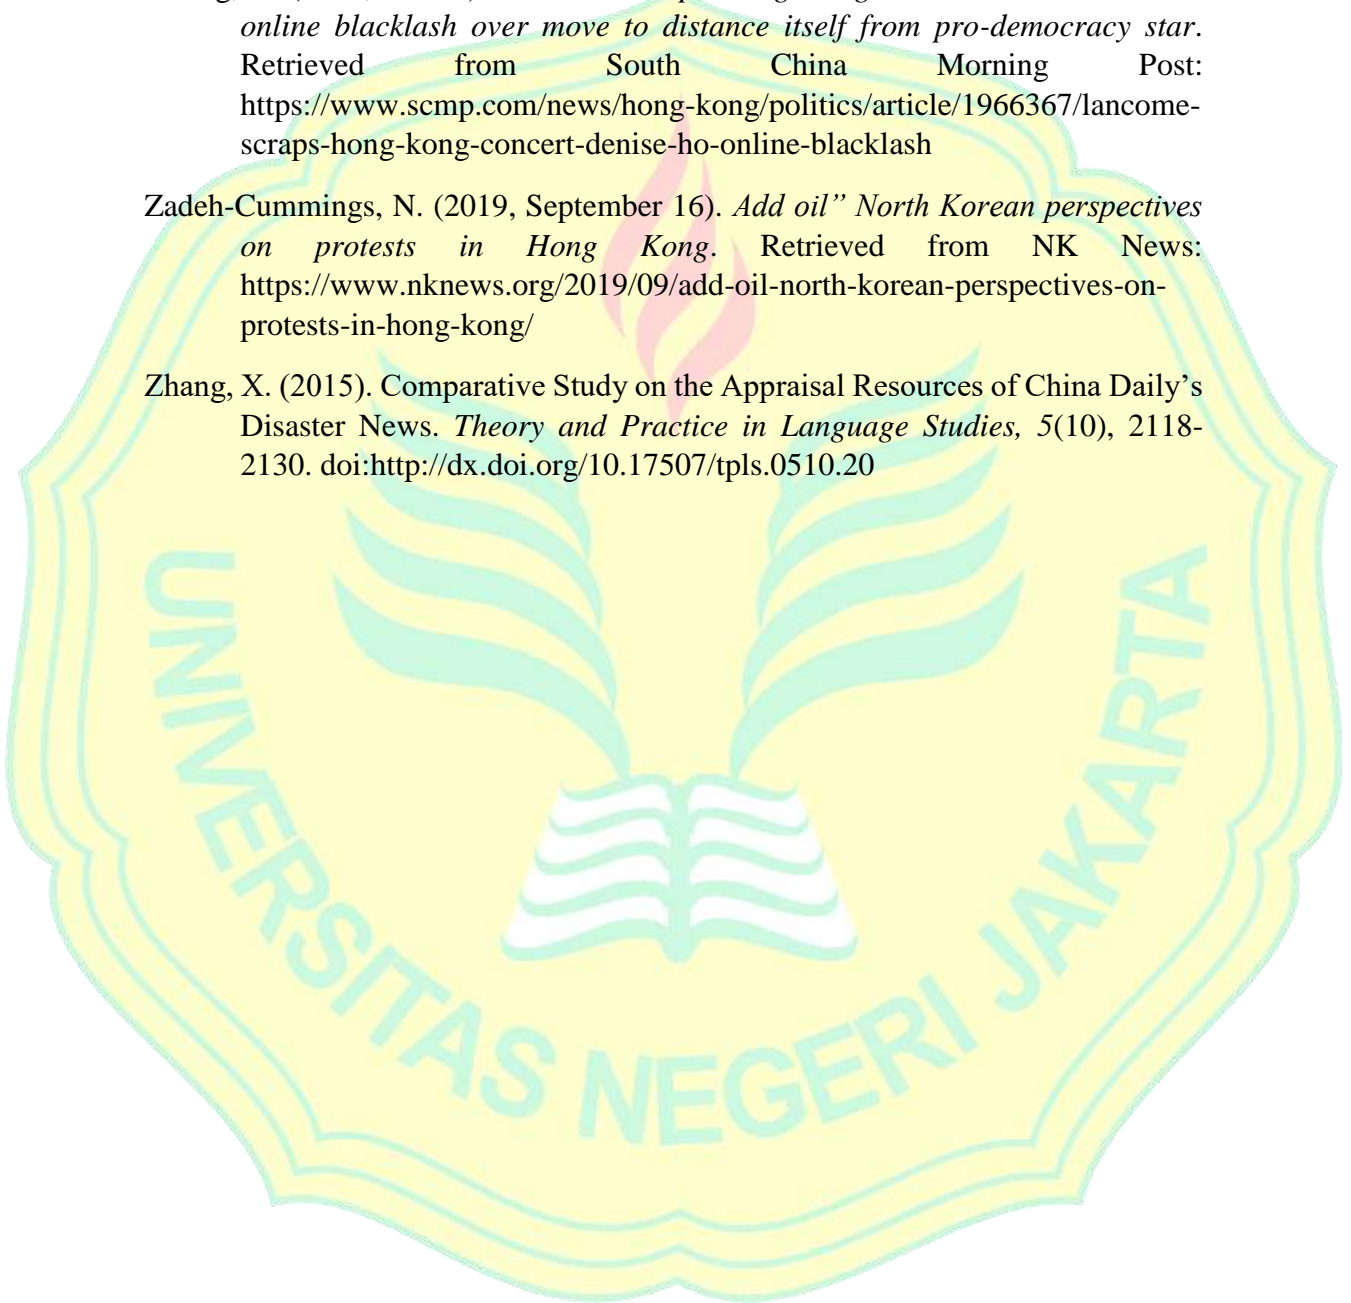 online blacklash over move to distance itself from pro-democracy star.
Retrieved from South China Morning Post:
https://www.scmp.com/news/hong-kong/politics/article/1966367/lancome-
scraps-hong-kong-concert-denise-ho-online-blacklash
Zadeh-Cummings, N. (2019, September 16). Add oil” North Korean perspectives
on protests in Hong Kong. Retrieved from NK News:
https://www.nknews.org/2019/09/add-oil-north-korean-perspectives-on-
protests-in-hong-kong/
Zhang, X. (2015). Comparative Study on the Appraisal Resources of China Daily’s
Disaster News. Theory and Practice in Language Studies, 5(10), 2118-
2130. doi:http://dx.doi.org/10.17507/tpls.0510.20
UNIVERSITAS NEGERI JAKARTA